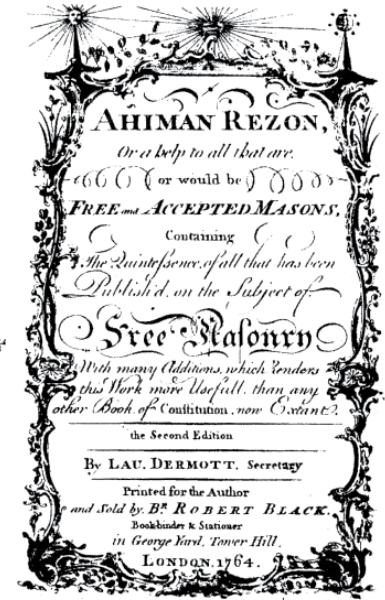 AHIMAN REZON,
Or a help to all that are,
or would be
FREE and ACCEPTED MASONS,
Containing
The Quintessence of all that has been
Publish'd on the Subject of
Free Masonry
With many Additions, which renders
this Work more Usefull, than any
other Book of Constitution, now Extant.
the Second Edition
By LAU. DERMOTT, Secretary
Printed for the Author
and Sold by Br. ROBERT BLACK,
Book-binder & Stationer
in George Yard, Tower Hill,
LONDON, 1764.